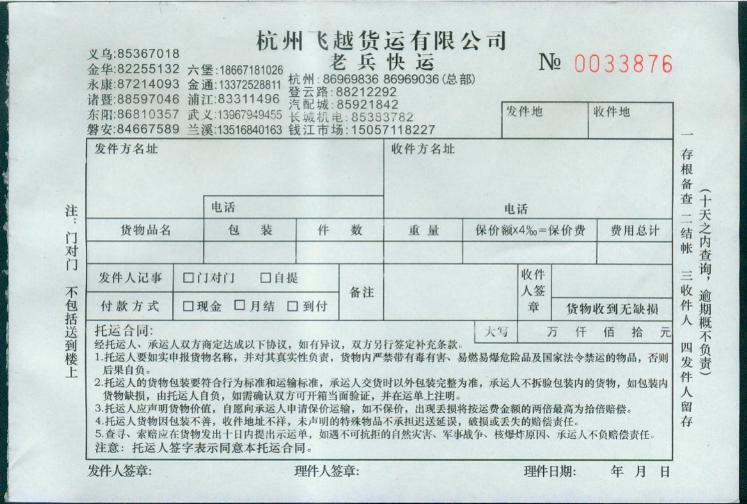 杭州飞越货运有限公司
老兵快运
№ 0033876
义乌:85367018
金华:82255132 六堡:18667181026
永康:87214093 金通:13372528811
诸暨:88597046 浦江:83311496
东阳:86810357 武义:13967949455
磐安:84667589 兰溪:13516840163
杭州:86969836 86969036(总部)
登云路:88212292
汽配城:85921842
长城机电:85383782
钱江市场:15057118227
发件地 收件地
发件方名址 收件方名址
电话 电话
货物品名 包装 件数 重量 保价额x4‰=保价费 费用总计
发件人记事 □门对门 □自提 备注 收件人签章
付款方式 □现金 □月结 □到付 货物收到无缺损
托运合同: 大写 万 仟 佰 拾 元
经托运人、承运人双方商定达成以下协议，如有异议，双方另行签定补充条款。
1.托运人要如实申报货物名称，并对其真实性负责，货物内严禁带有毒有害、易燃易爆危险品及国家法令禁运的物品，否则
后果自负。
2.托运人的货物包装要符合行为标准和运输标准，承运人交货时以外包装完整为准，承运人不拆验包装内的货物，如包装内
货物缺损，由托运人自负，如需确认双方可开箱当面验证，并在运单上注明。
3.托运人应声明货物价值，自愿向承运人申请保价运输，如不保价，出现丢损将按运费金额的两倍最高为拾倍赔偿。
4.托运人货物因包装不善，收件地址不祥，未声明的特殊物品不承担迟送延误，破损或丢失的赔偿责任。
5.查寻、索赔应在货物发出十日内提出示运单，如遇不可抗拒的自然灾害、军事战争、核爆炸原因、承运人不负赔偿责任。
注意：托运人签字表示同意本托运合同。
发件人签章: 理件人签章: 理件日期: 年 月 日
注：门对门 不包括送到楼上
一存根备查 二结帐 三收件人 四发件人留存
(十天之内查询，逾期概不负责)